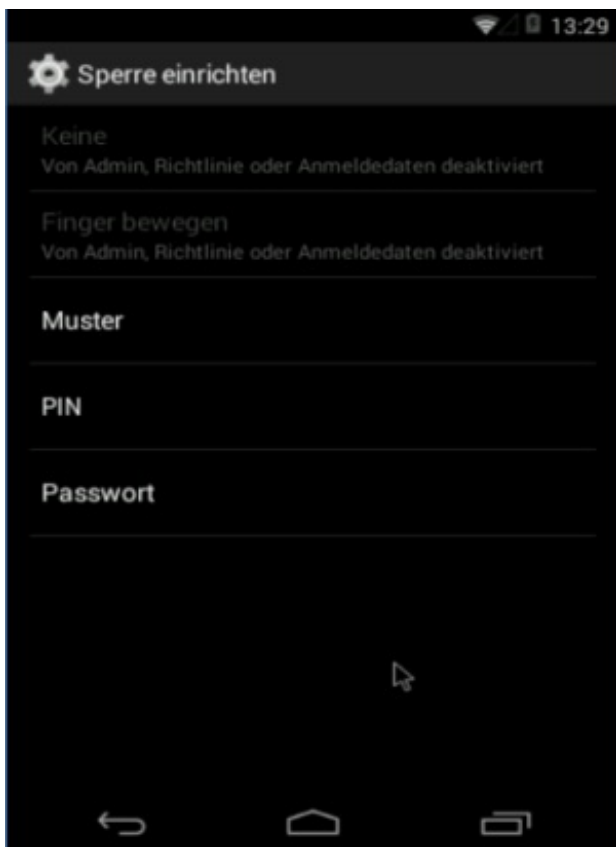 13:29
Sperre einrichten
Keine
Von Admin, Richtlinie oder Anmeldedaten deaktiviert
Finger bewegen
Von Admin, Richtlinie oder Anmeldedaten deaktiviert
Muster
PIN
Passwort